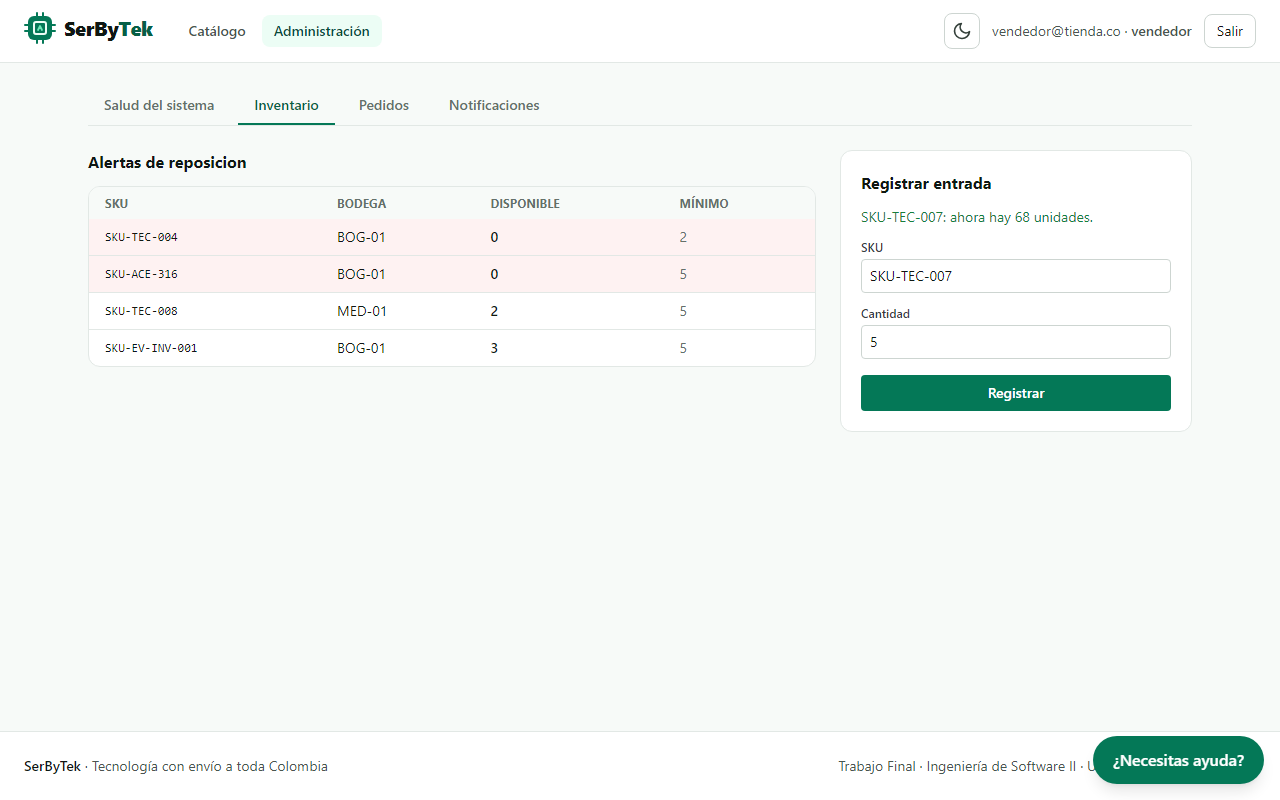 SerByTek
Catálogo
Administración
vendedor@tienda.co · vendedor
Salir
Salud del sistema
Inventario
Pedidos
Notificaciones
Alertas de reposicion
SKU BODEGA DISPONIBLE MÍNIMO
SKU-TEC-004 BOG-01 0 2
SKU-ACE-316 BOG-01 0 5
SKU-TEC-008 MED-01 2 5
SKU-EV-INV-001 BOG-01 3 5
Registrar entrada
SKU-TEC-007: ahora hay 68 unidades.
SKU
SKU-TEC-007
Cantidad
5
Registrar
SerByTek · Tecnología con envío a toda Colombia
Trabajo Final · Ingeniería de Software II ·
¿Necesitas ayuda?